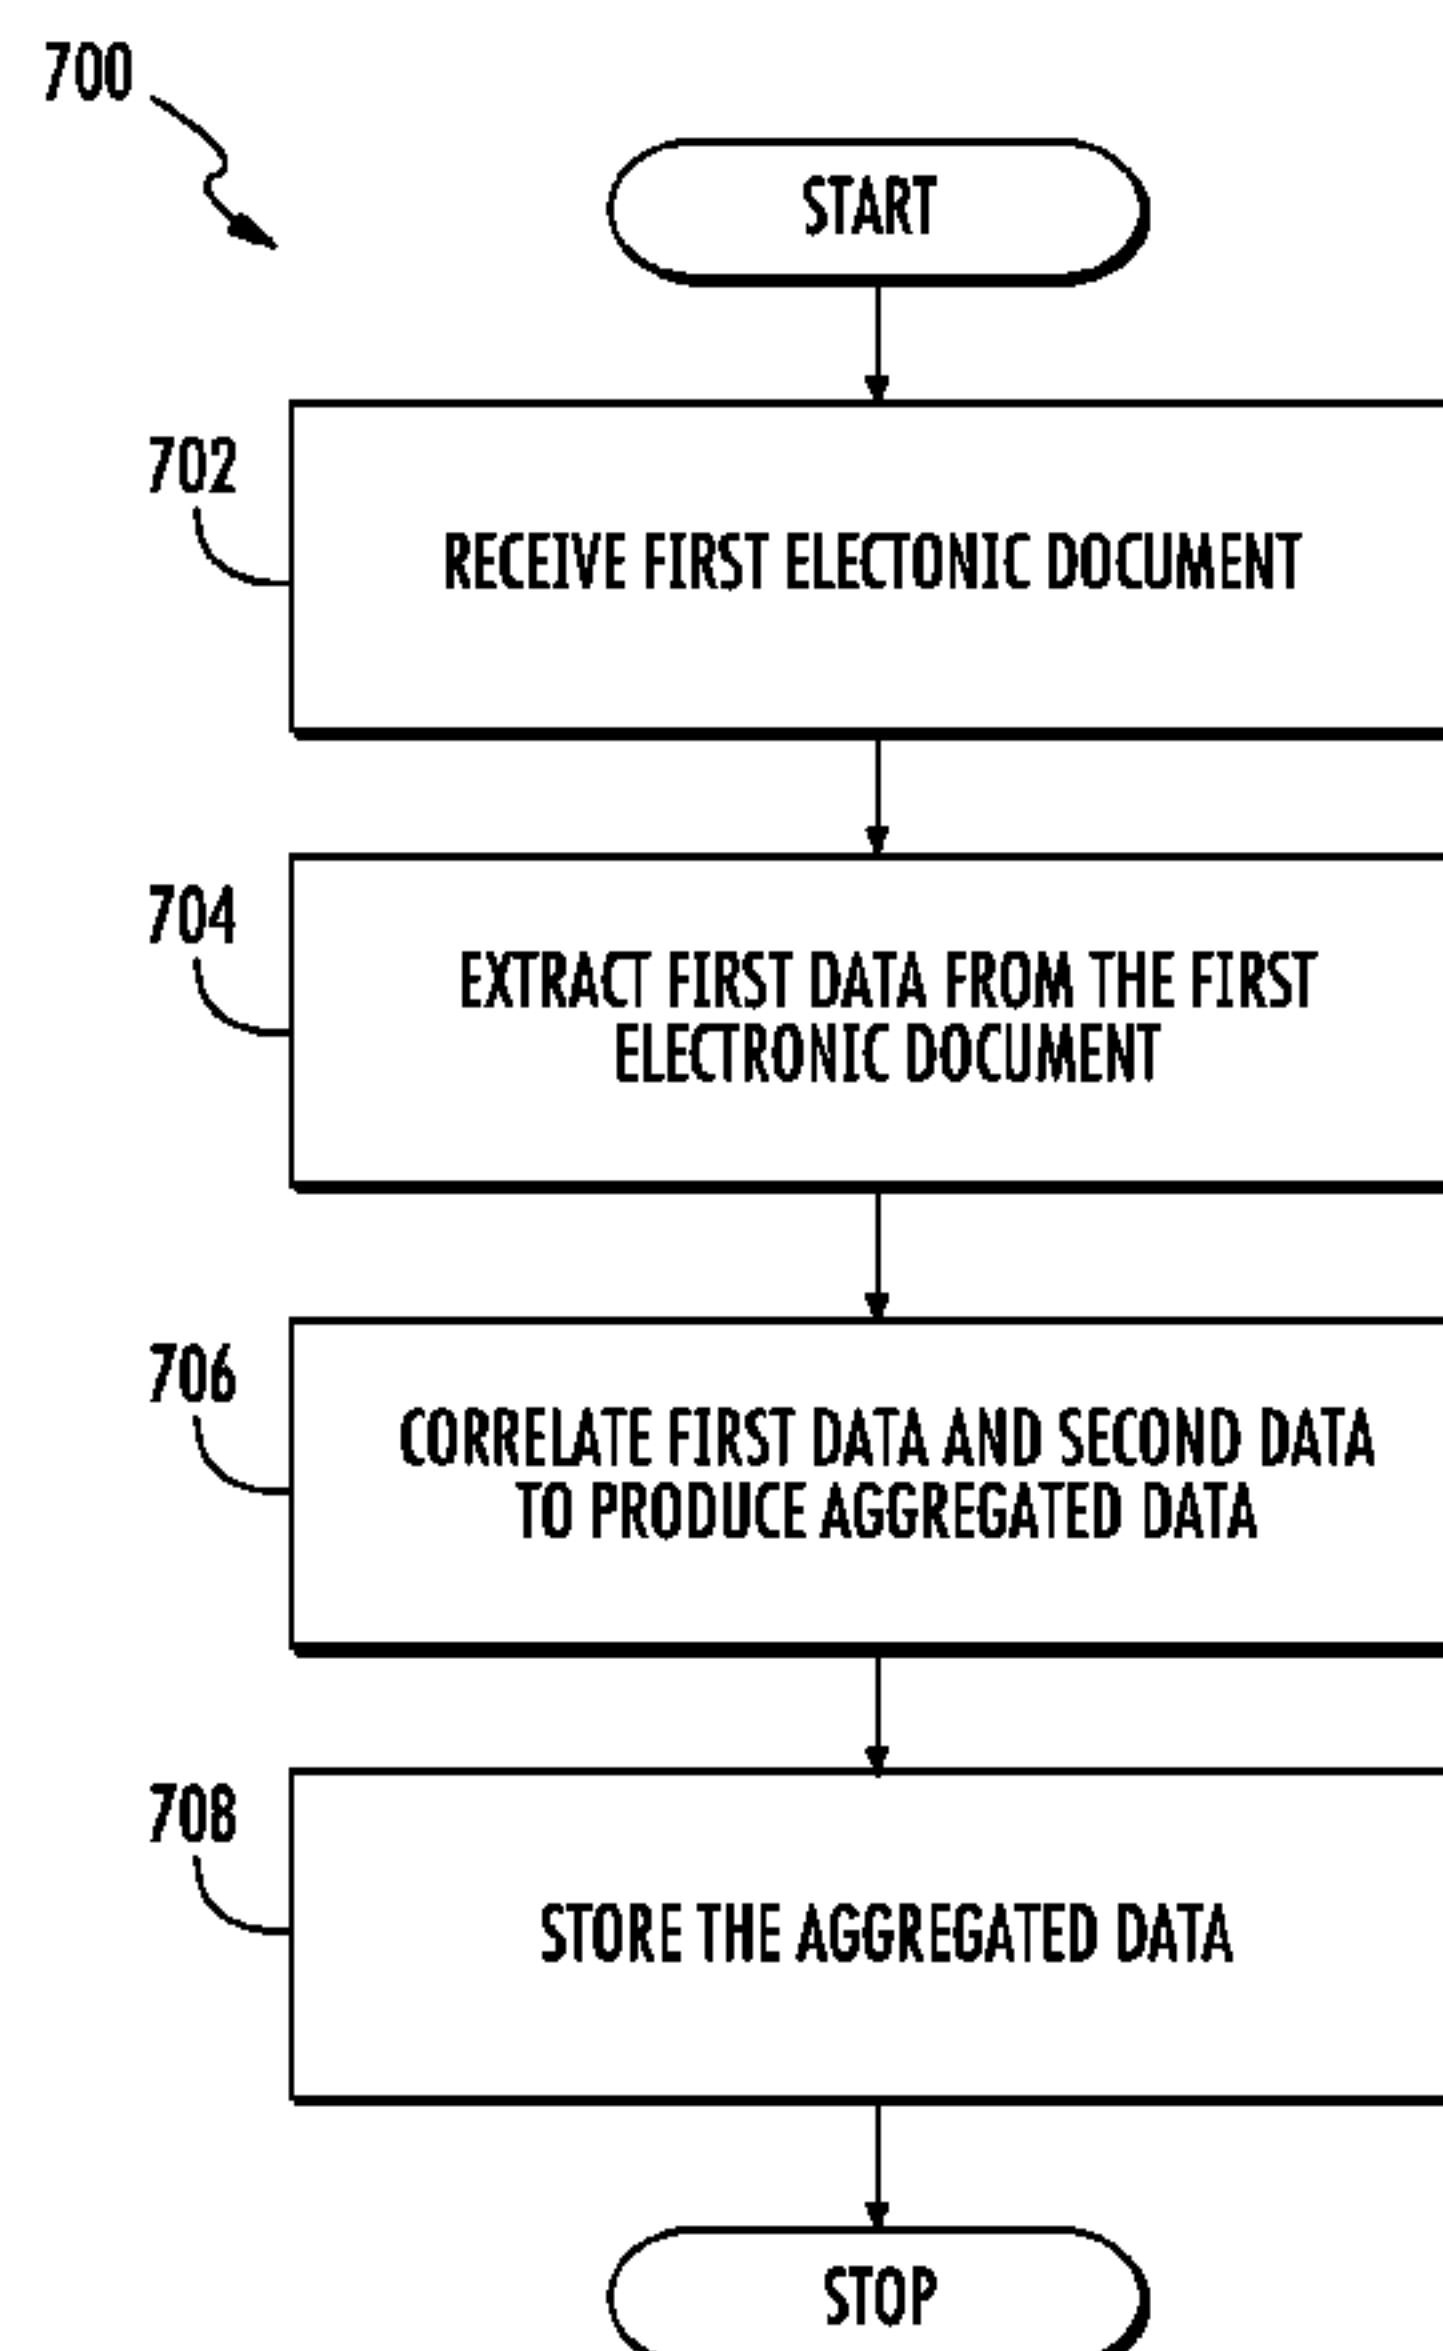 700
START
702
RECEIVE FIRST ELECTONIC DOCUMENT
704
EXTRACT FIRST DATA FROM THE FIRST
ELECTRONIC DOCUMENT
706
CORRELATE FIRST DATA AND SECOND DATA
TO PRODUCE AGGREGATED DATA
708
STORE THE AGGREGATED DATA
STOP